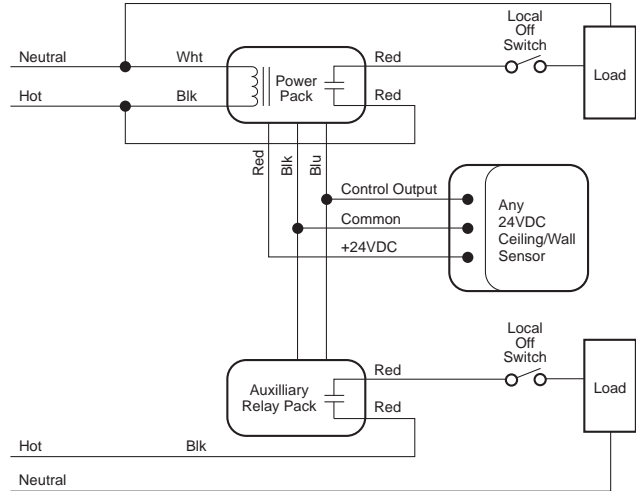 Local
Off
Switch
Neutral
Wht
Red
Power
Pack
Load
Hot
Blk
Red
Red
Blk
Blu
Control Output
Common
+24VDC
Any
24VDC
Ceiling/Wall
Sensor
Local
Off
Switch
Auxilliary
Relay Pack
Red
Red
Load
Hot
Blk
Neutral